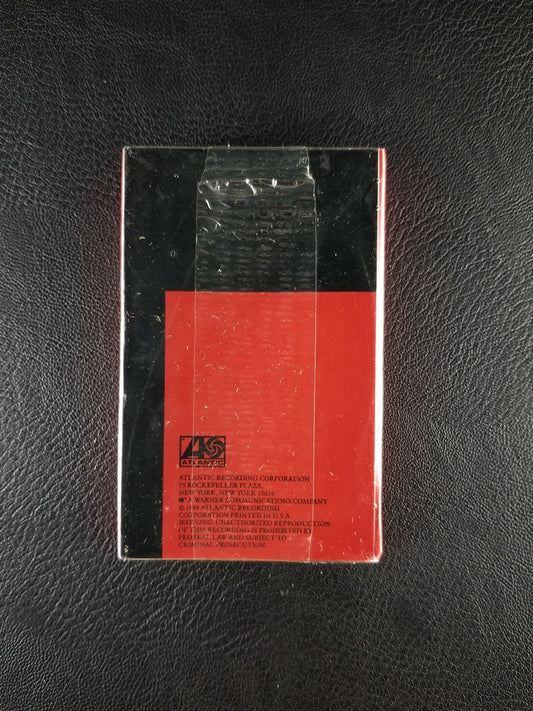 ATLANTIC
ATLANTIC RECORDING CORPORATION
75 ROCKEFELLER PLAZA,
NEW YORK, NEW YORK 10019
℗* A WARNER COMMUNICATIONS COMPANY
© 1989 ATLANTIC RECORDING
CORPORATION PRINTED IN U.S.A.
WARNING: UNAUTHORIZED REPRODUCTION
OF THIS RECORDING IS PROHIBITED BY
FEDERAL LAW AND SUBJECT TO
CRIMINAL PROSECUTION